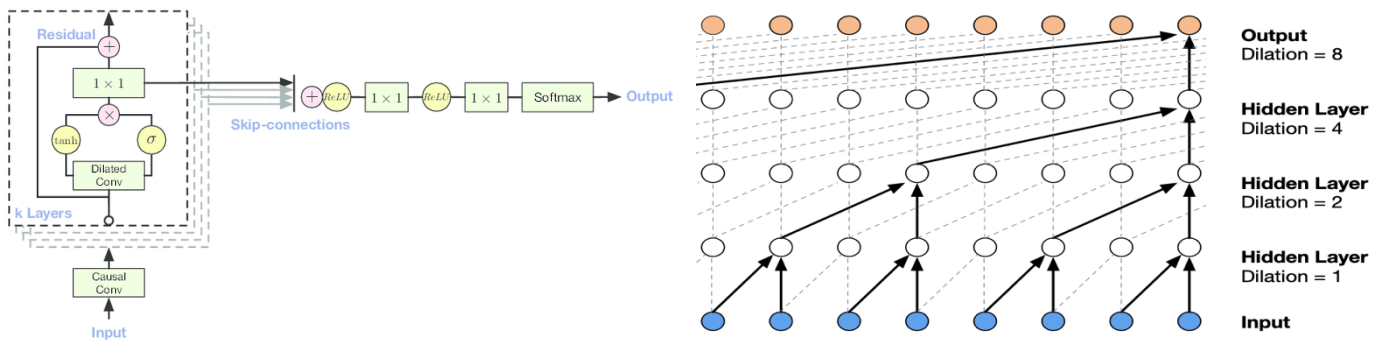 Residual
+
1 × 1
×
tanh
σ
Dilated
Conv
k Layers
Causal
Conv
Input
Skip-connections
+
ReLU
1 × 1
ReLU
1 × 1
Softmax
Output
Output
Dilation = 8
Hidden Layer
Dilation = 4
Hidden Layer
Dilation = 2
Hidden Layer
Dilation = 1
Input